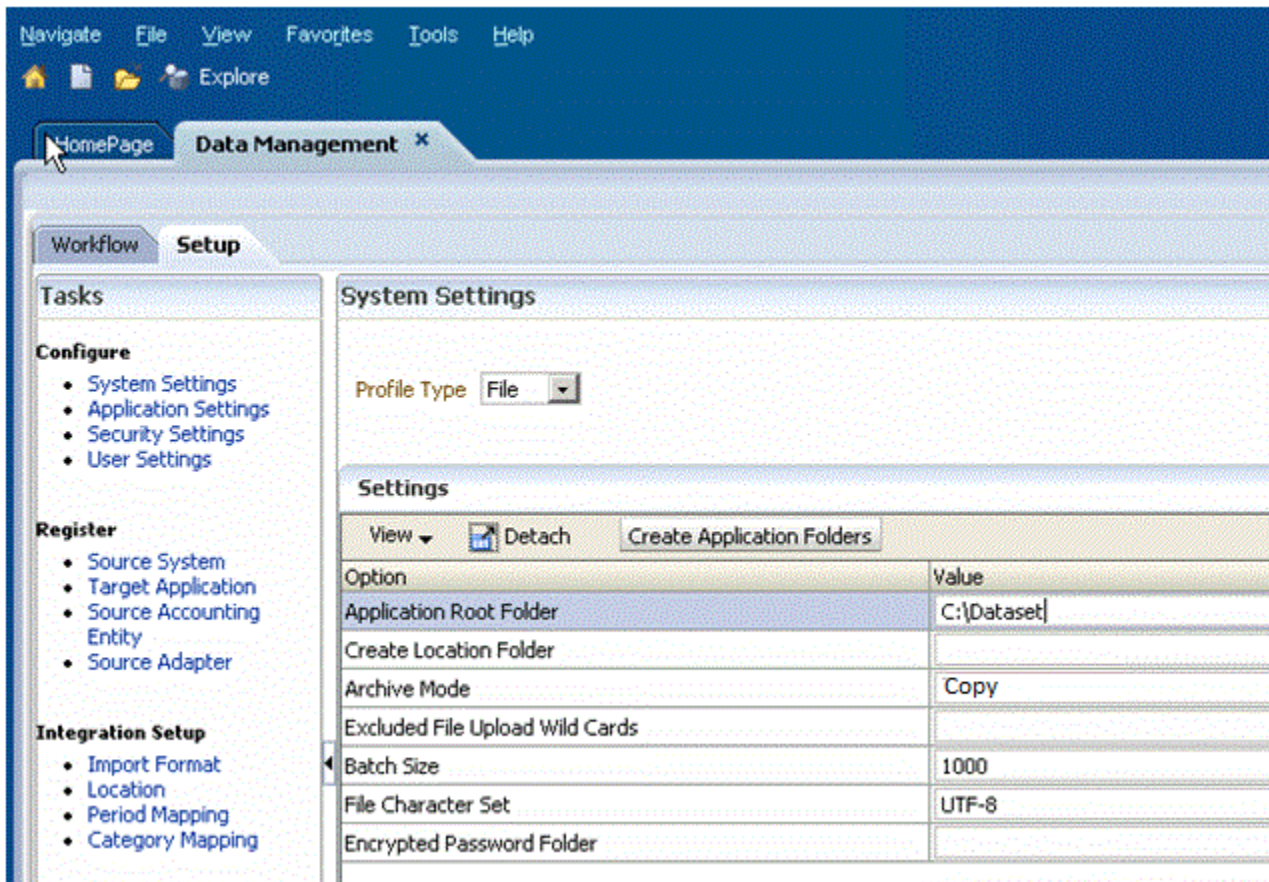 Navigate File View Favorites Tools Help
Explore
HomePage Data Management ×
Workflow Setup
Tasks
Configure
• System Settings
• Application Settings
• Security Settings
• User Settings
Register
• Source System
• Target Application
• Source Accounting
Entity
• Source Adapter
Integration Setup
• Import Format
• Location
• Period Mapping
• Category Mapping
System Settings
Profile Type File
Settings
View Detach Create Application Folders
Option Value
Application Root Folder C:\Dataset
Create Location Folder
Archive Mode Copy
Excluded File Upload Wild Cards
Batch Size 1000
File Character Set UTF-8
Encrypted Password Folder